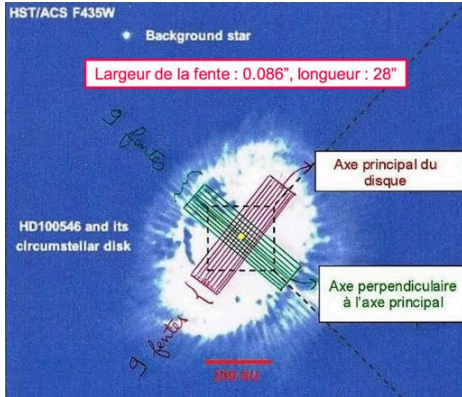 HST/ACS F435W
Background star
Largeur de la fente : 0.086”, longueur : 28”
9 fentes
Axe principal du
disque
HD100546 and its
circumstellar disk
Axe perpendiculaire
à l'axe principal
9 fentes
200 AU